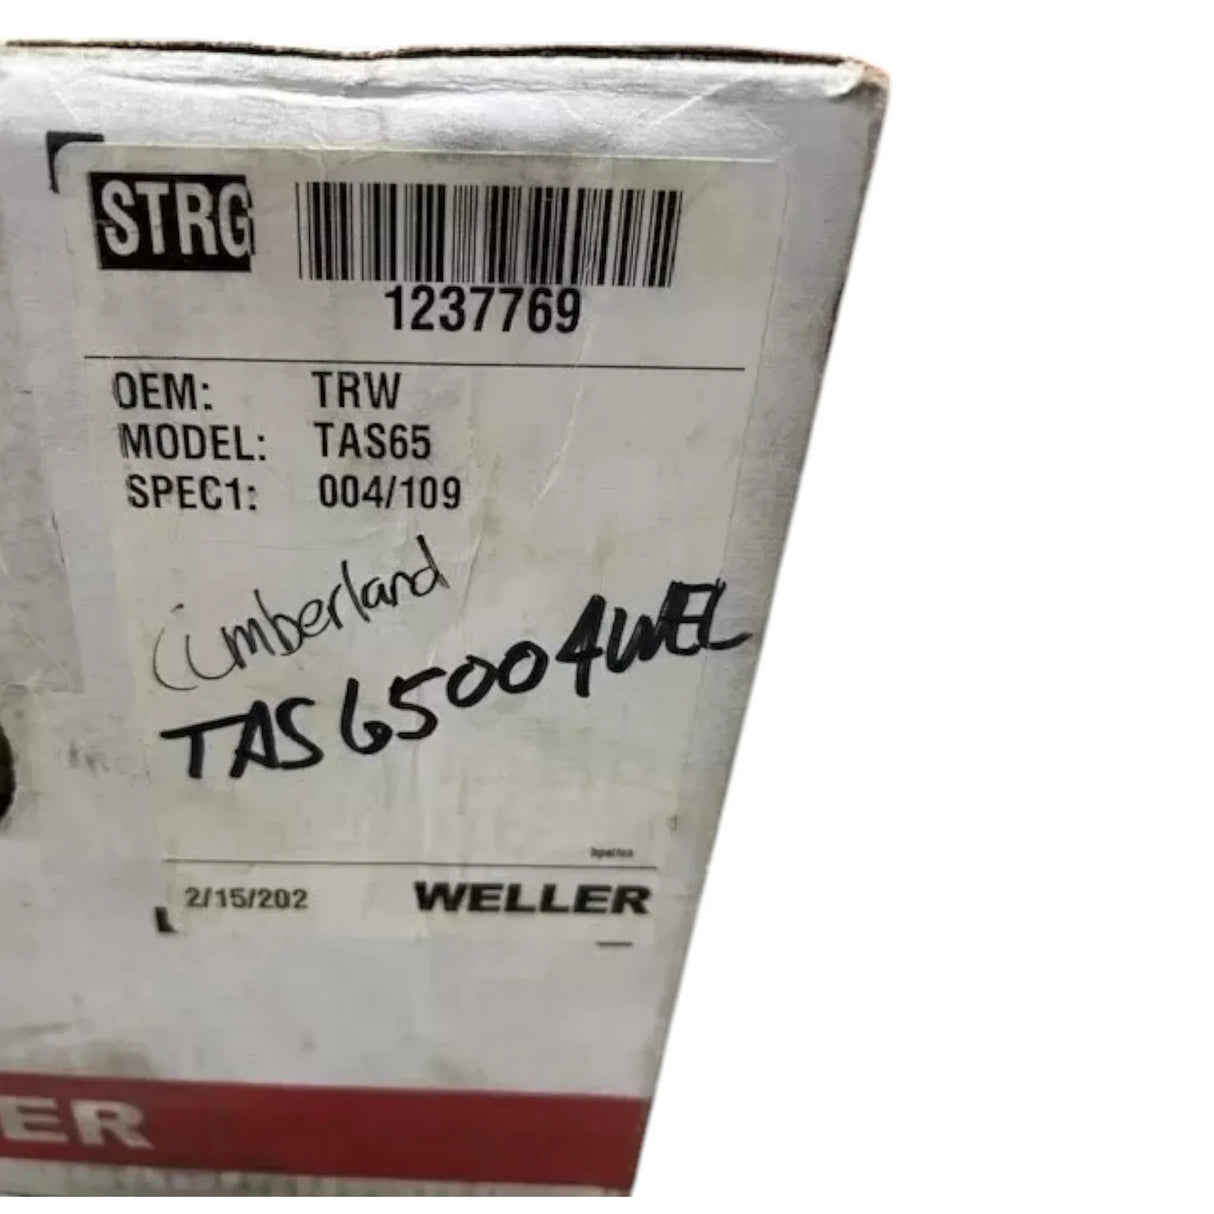 STRG
1237769
OEM: TRW
MODEL: TAS65
SPEC1: 004/109
Cumberland
TAS65004WEL
2/15/202 WELLER
ER